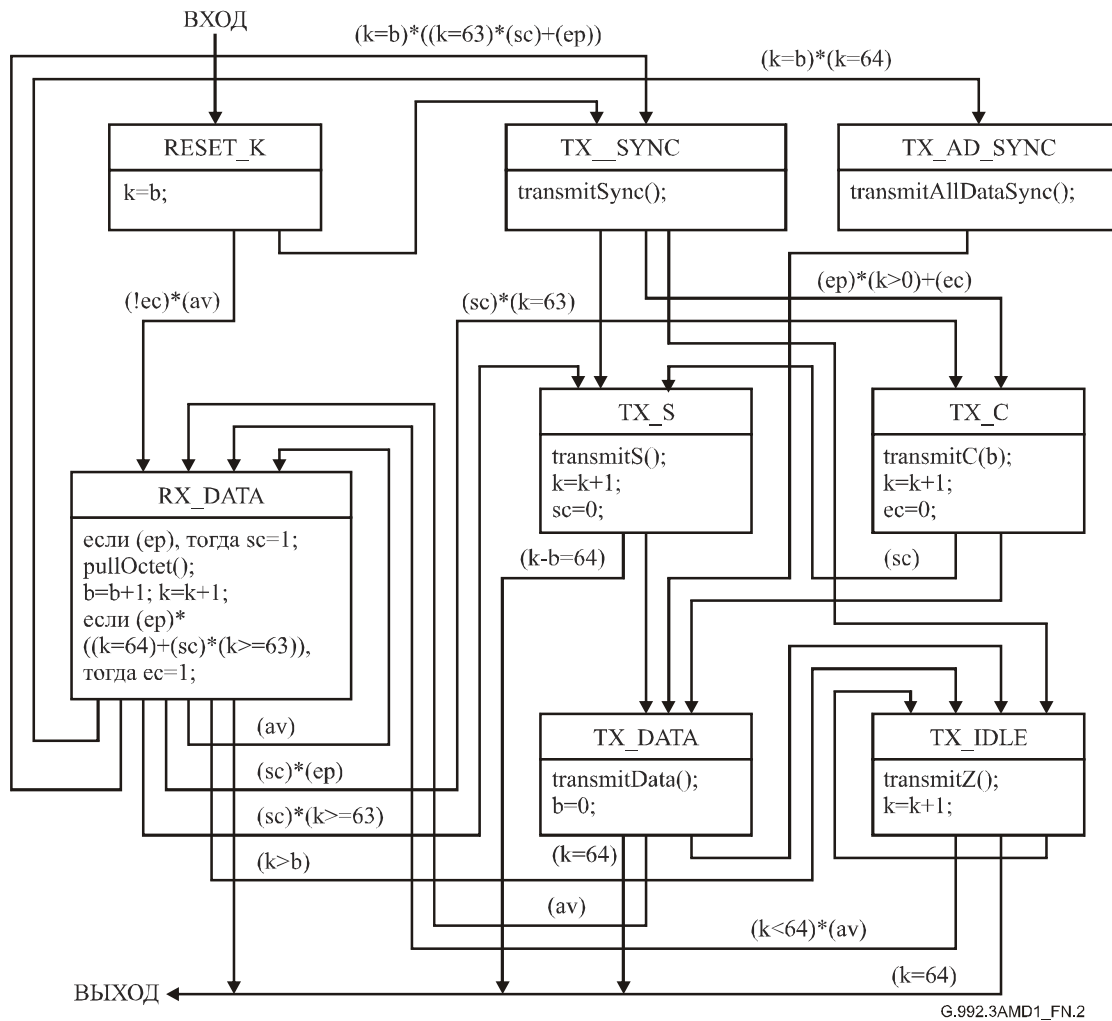 ВХОД
(k=b)*((k=63)*(sc)+(ep))
(k=b)*(k=64)
RESET_K
k=b;
TX__SYNC
transmitSync();
TX_AD_SYNC
transmitAllDataSync();
(!ec)*(av)
(sc)*(k=63)
(ep)*(k>0)+(ec)
TX_S
transmitS();
k=k+1;
sc=0;
TX_C
transmitC(b);
k=k+1;
ec=0;
RX_DATA
если (ep), тогда sc=1;
pullOctet();
b=b+1; k=k+1;
если (ep)*
((k=64)+(sc)*(k>=63)),
тогда ec=1;
(k-b=64)
(sc)
(av)
(sc)*(ep)
(sc)*(k>=63)
(k>b)
TX_DATA
transmitData();
b=0;
TX_IDLE
transmitZ();
k=k+1;
(k=64)
(av)
(k<64)*(av)
(k=64)
ВЫХОД
G.992.3AMD1_FN.2